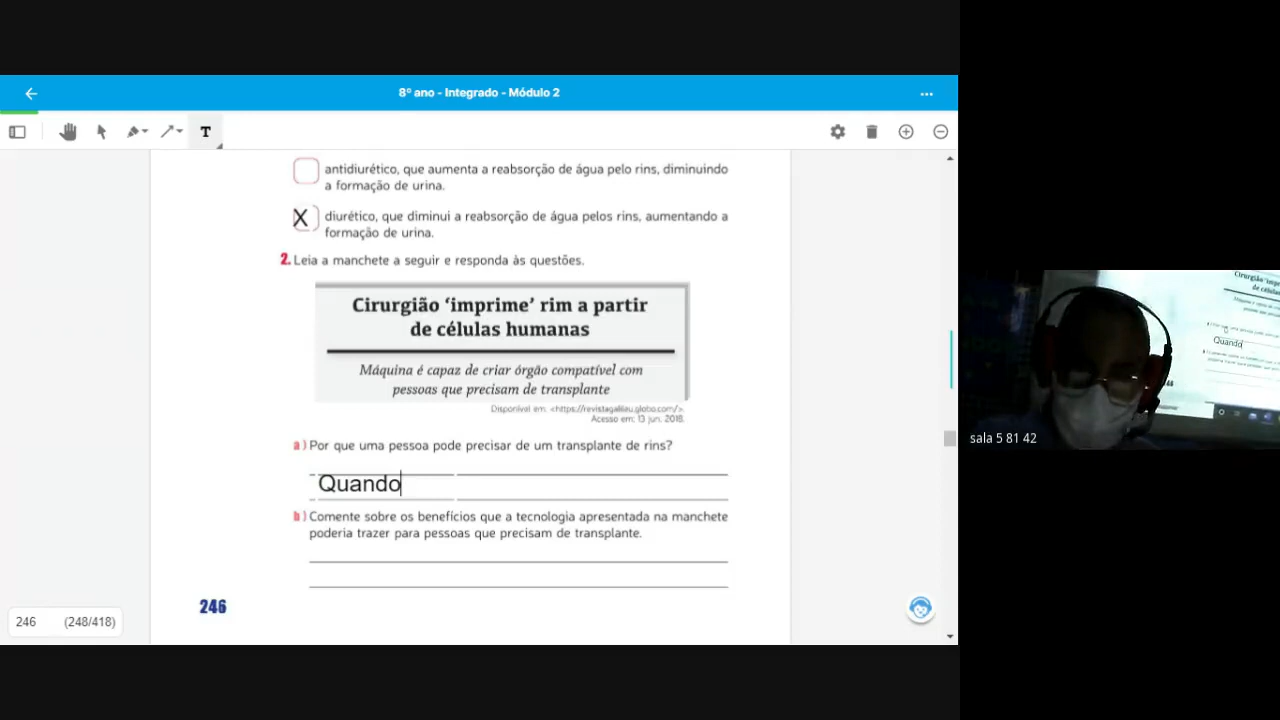 8º ano - Integrado - Módulo 2
T
antidiurético, que aumenta a reabsorção de água pelo rins, diminuindo
a formação de urina.
X diurético, que diminui a reabsorção de água pelos rins, aumentando a
formação de urina.
2. Leia a manchete a seguir e responda às questões.
Cirurgião 'imprime' rim a partir
de células humanas
Máquina é capaz de criar órgão compatível com
pessoas que precisam de transplante
Disponível em: <https://revistagalileu.globo.com/>.
Acesso em: 13 jun. 2018.
a) Por que uma pessoa pode precisar de um transplante de rins?
Quando
b) Comente sobre os benefícios que a tecnologia apresentada na manchete
poderia trazer para pessoas que precisam de transplante.
246
246 (248/418)
Quando
sala 5 81 42